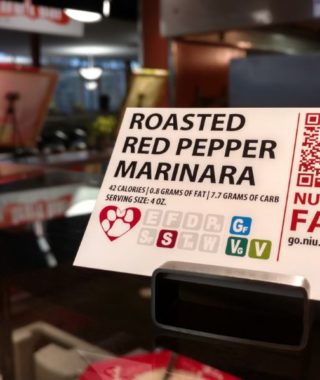 ROASTED
RED PEPPER
MARINARA
42 CALORIES | 0.8 GRAMS OF FAT | 7.7 GRAMS OF CARB
SERVING SIZE: 4 OZ.
E F D P GF
S T W VG V
NU
FA
go.niu.